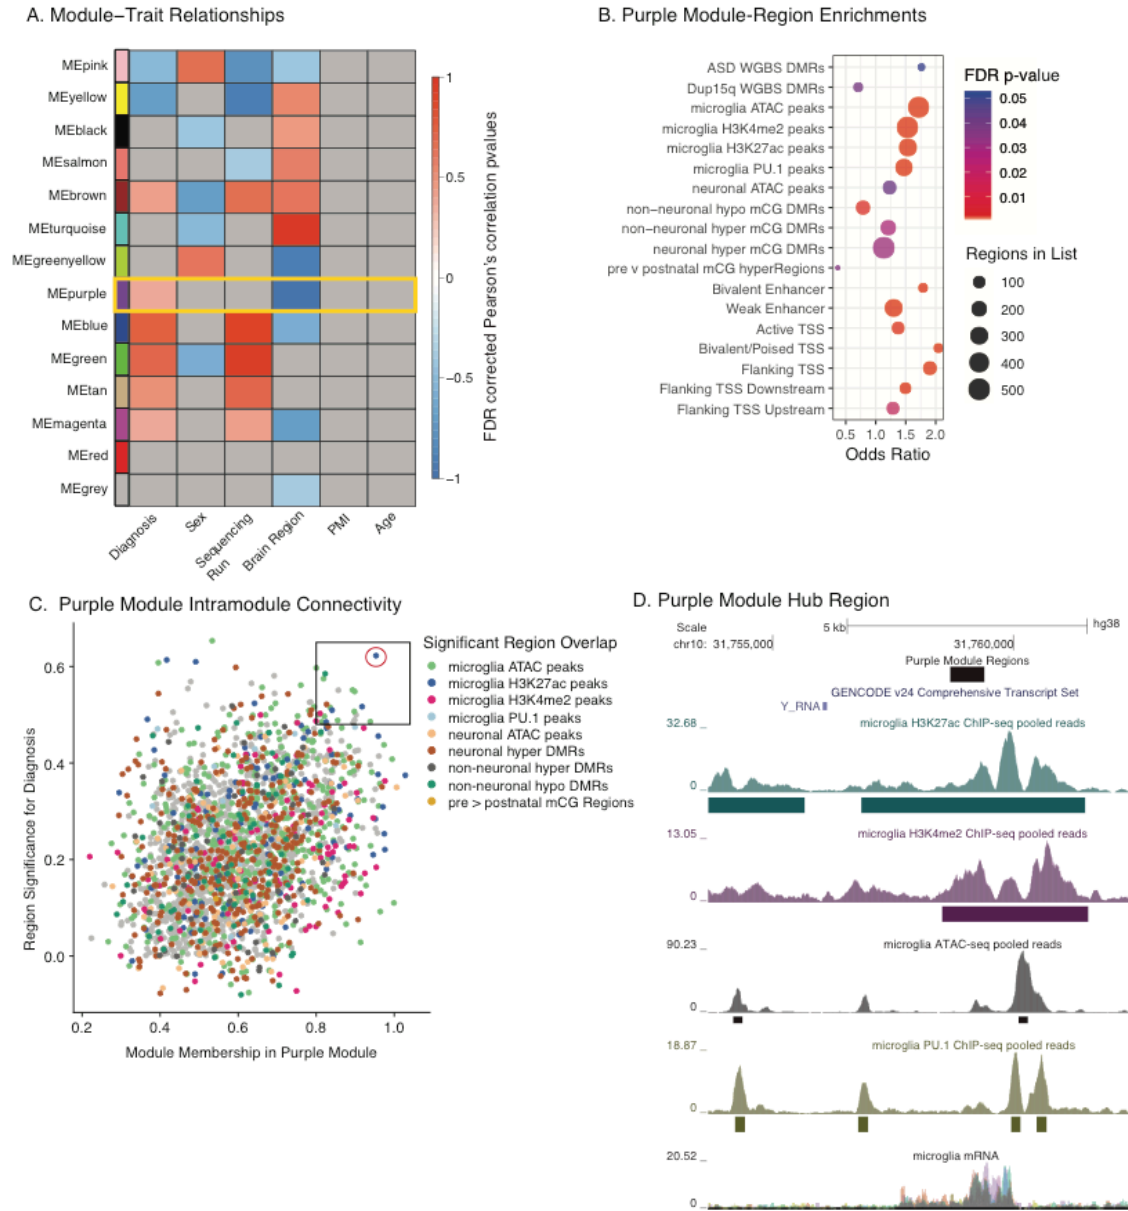 A. Module–Trait Relationships
MEpink
MEyellow
MEblack
MEsalmon
MEbrown
MEturquoise
MEgreenyellow
MEpurple
MEblue
MEgreen
MEtan
MEmagenta
MEred
MEgrey
Diagnosis
Sex
Sequencing
Run
Brain Region
PMI
Age
1
0.5
0
−0.5
−1
FDR corrected Pearson's correlation pvalues
B. Purple Module-Region Enrichments
ASD WGBS DMRs
Dup15q WGBS DMRs
microglia ATAC peaks
microglia H3K4me2 peaks
microglia H3K27ac peaks
microglia PU.1 peaks
neuronal ATAC peaks
non−neuronal hypo mCG DMRs
non−neuronal hyper mCG DMRs
neuronal hyper mCG DMRs
pre v postnatal mCG hyperRegions
Bivalent Enhancer
Weak Enhancer
Active TSS
Bivalent/Poised TSS
Flanking TSS
Flanking TSS Downstream
Flanking TSS Upstream
0.5 1.0 1.5 2.0
Odds Ratio
FDR p-value
0.05
0.04
0.03
0.02
0.01
Regions in List
100
200
300
400
500
C. Purple Module Intramodule Connectivity
Region Significance for Diagnosis
0.6
0.4
0.2
0.0
0.2 0.4 0.6 0.8 1.0
Module Membership in Purple Module
Significant Region Overlap
microglia ATAC peaks
microglia H3K27ac peaks
microglia H3K4me2 peaks
microglia PU.1 peaks
neuronal ATAC peaks
neuronal hyper DMRs
non-neuronal hyper DMRs
non-neuronal hypo DMRs
pre > postnatal mCG Regions
D. Purple Module Hub Region
Scale 5 kb hg38
chr10: 31,755,000 31,760,000
Purple Module Regions
GENCODE v24 Comprehensive Transcript Set
Y_RNA
32.68 _ microglia H3K27ac ChIP-seq pooled reads
0 _
13.05 _ microglia H3K4me2 ChIP-seq pooled reads
0 _
90.23 _ microglia ATAC-seq pooled reads
0 _
18.87 _ microglia PU.1 ChIP-seq pooled reads
0 _
20.52 _ microglia mRNA
0 _